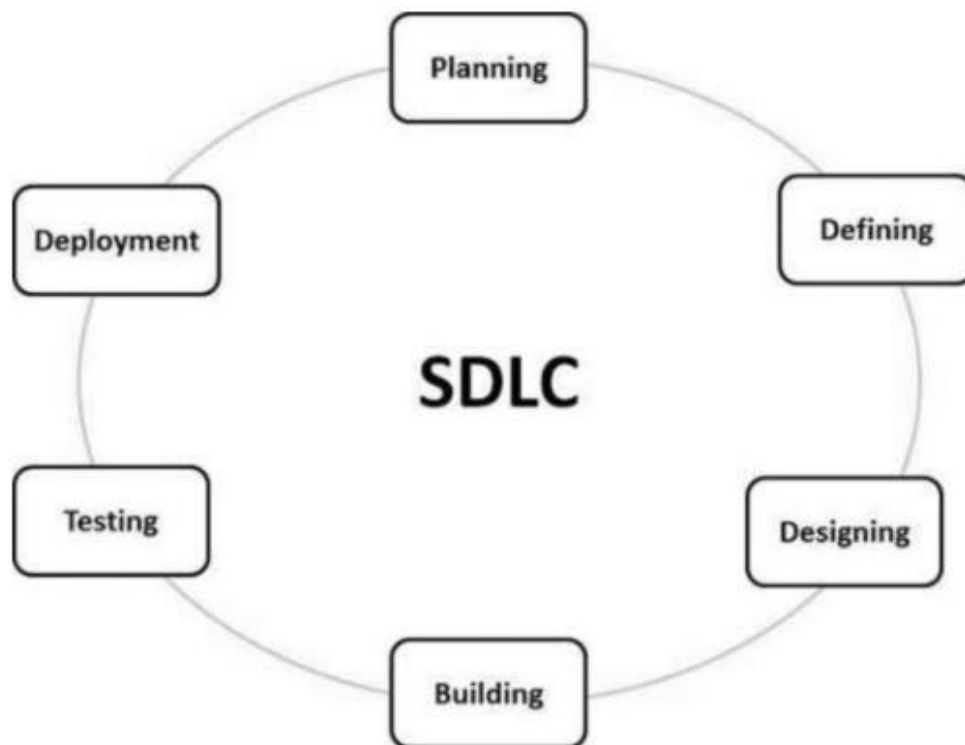 Planning
Defining
Designing
Building
Testing
Deployment
SDLC